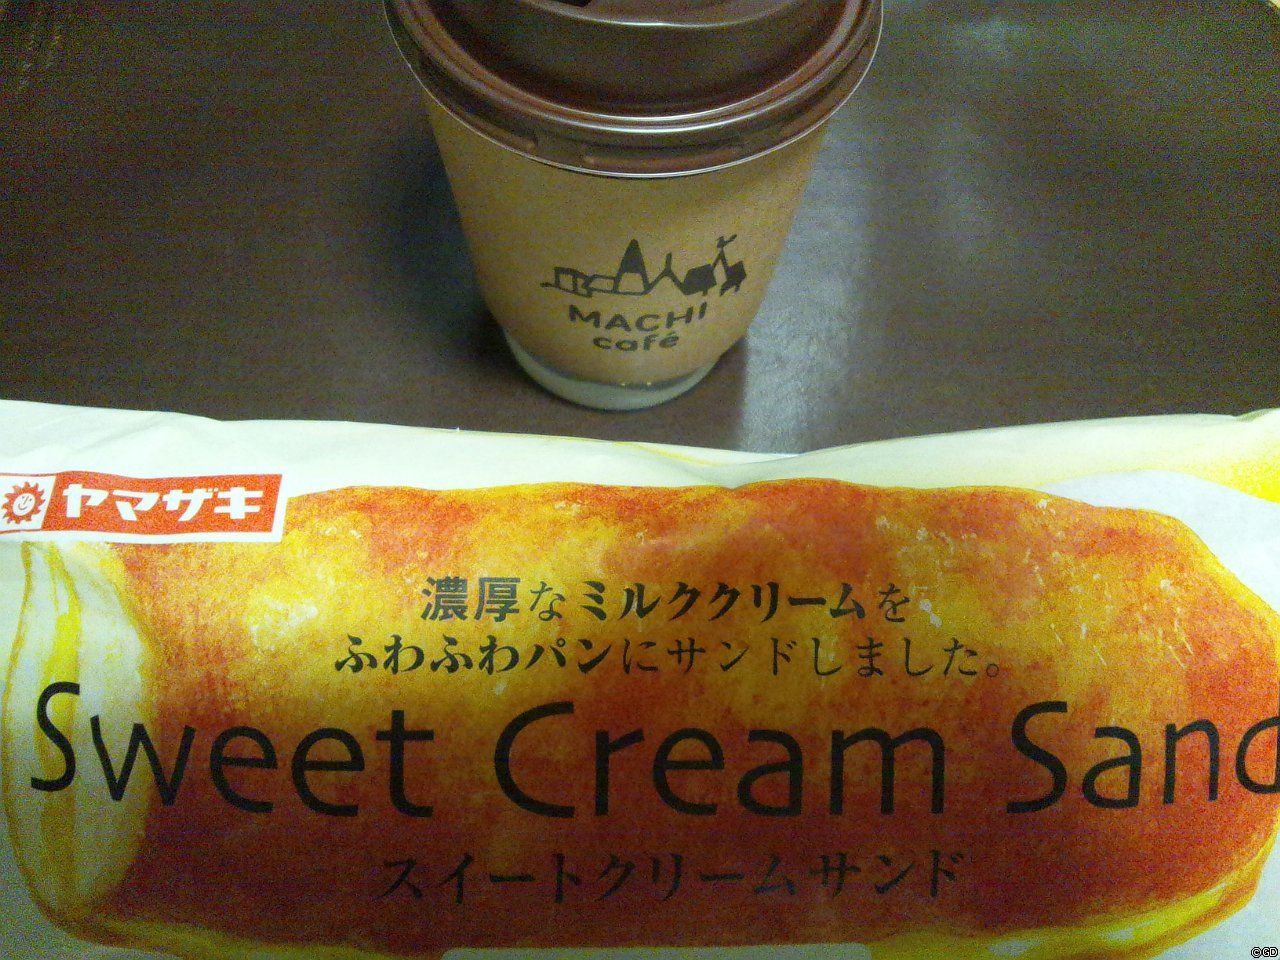 MACHI
café
ヤマザキ
濃厚なミルククリームを
ふわふわパンにサンドしました。
Sweet Cream Sand
スイートクリームサンド
©GD